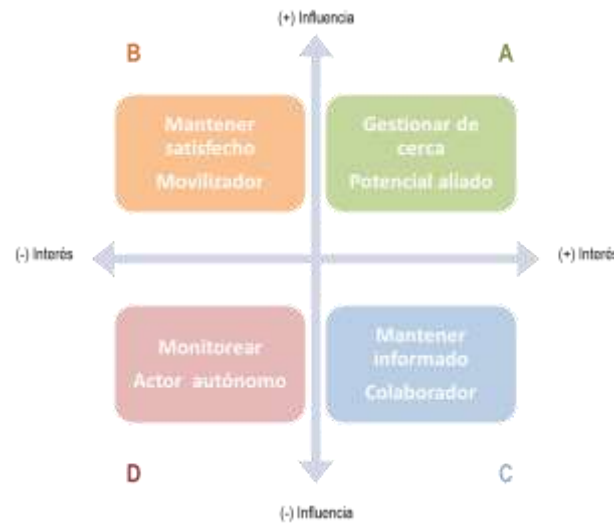 (+) Influencia
B
A
Mantener
satisfecho
Movilizador
Gestionar de
cerca
Potencial aliado
(-) Interés
(+) Interés
Monitorear
Actor autónomo
Mantener
informado
Colaborador
D
C
(-) Influencia